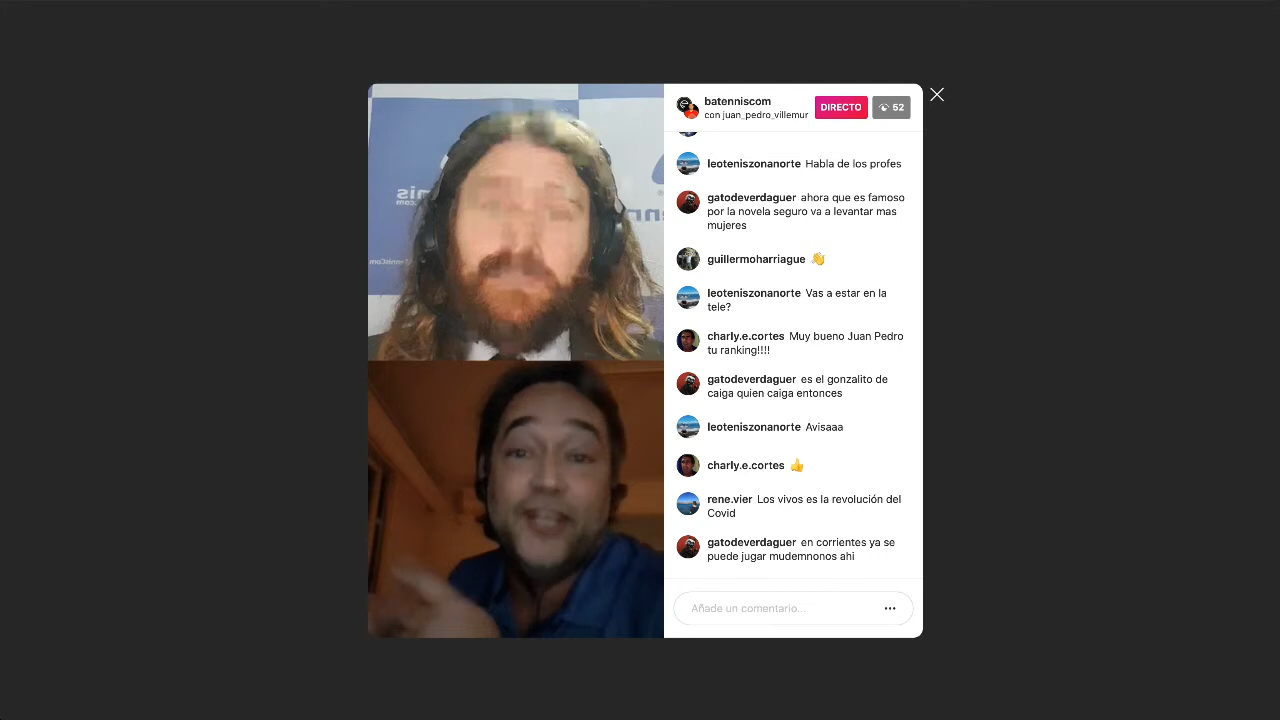 batenniscom
con juan_pedro_villemur
DIRECTO
52
leoteniszonanorte Habla de los profes
gatodeverdaguer ahora que es famoso
por la novela seguro va a levantar mas
mujeres
guillermoharriague 👏
leoteniszonanorte Vas a estar en la
tele?
charly.e.cortes Muy bueno Juan Pedro
tu ranking!!!!
gatodeverdaguer es el gonzalito de
caiga quien caiga entonces
leoteniszonanorte Avisaaa
charly.e.cortes 👍
rene.vier Los vivos es la revolución del
Covid
gatodeverdaguer en corrientes ya se
puede jugar mudemnonos ahi
Añade un comentario...